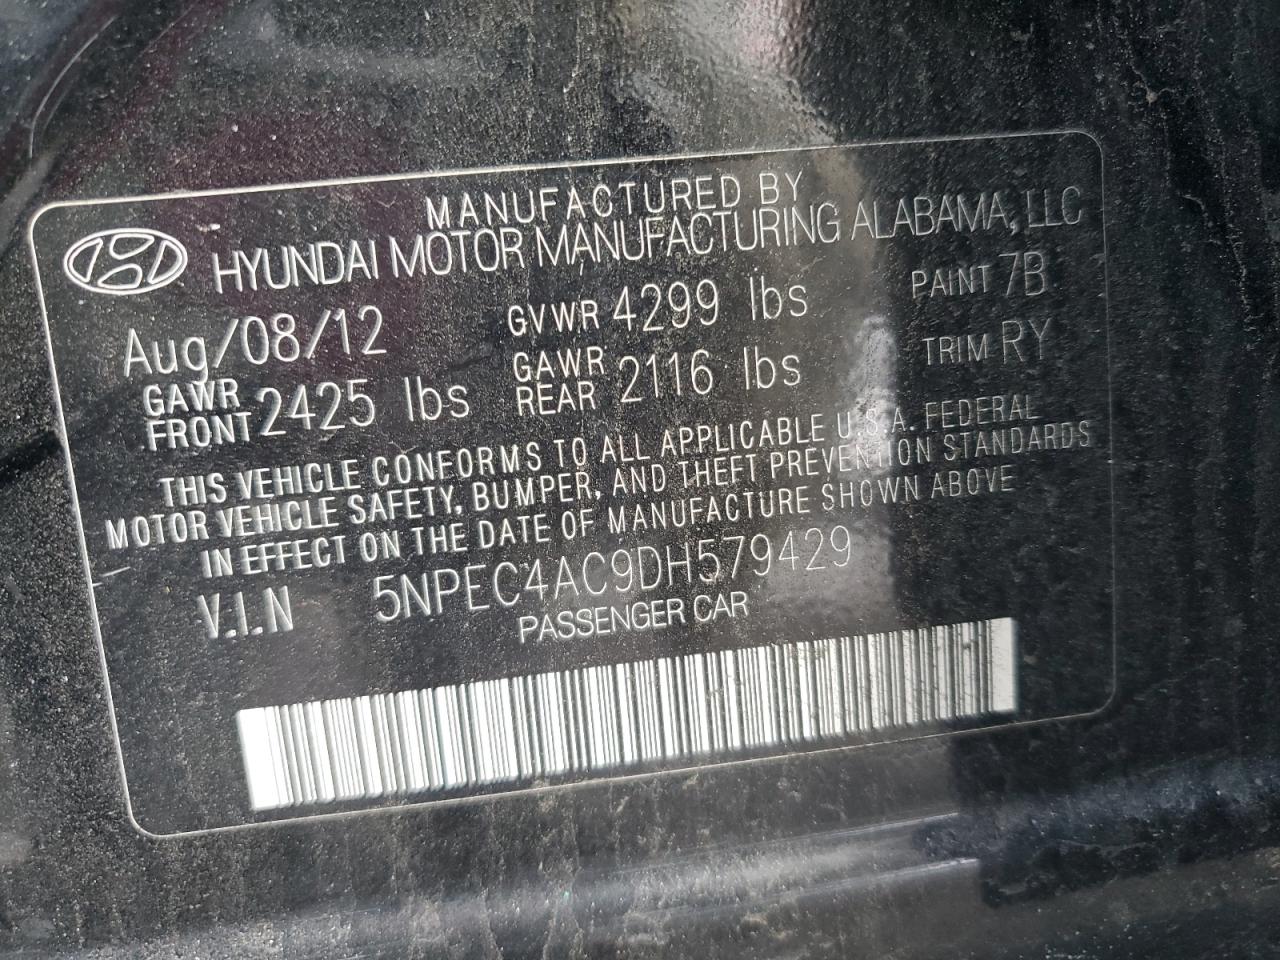 MANUFACTURED BY
HYUNDAI MOTOR MANUFACTURING ALABAMA, LLC
Aug/08/12 GVWR 4299 lbs PAINT 7B
GAWR FRONT 2425 lbs GAWR REAR 2116 lbs TRIM RY
THIS VEHICLE CONFORMS TO ALL APPLICABLE U.S.A. FEDERAL
MOTOR VEHICLE SAFETY, BUMPER, AND THEFT PREVENTION STANDARDS
IN EFFECT ON THE DATE OF MANUFACTURE SHOWN ABOVE
V.I.N 5NPEC4AC9DH579429
PASSENGER CAR